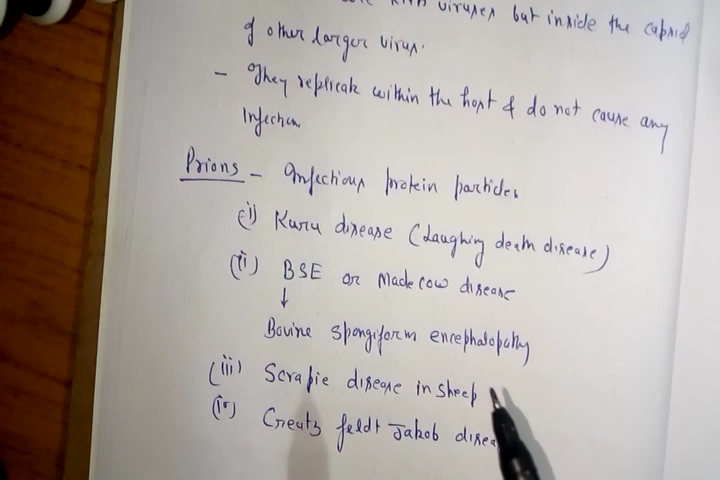 viruses but inside the capsid
of other larger virus.
- They replicate within the host & do not cause any
Infection
Prions - Infectious protein particles
(i) Kuru disease (Laughing death disease)
(ii) BSE or Made cow disease
↓
Bovine spongiform encephalopathy
(iii) Scrapie disease in sheep
(iv) Creutz feldt Jakob disea